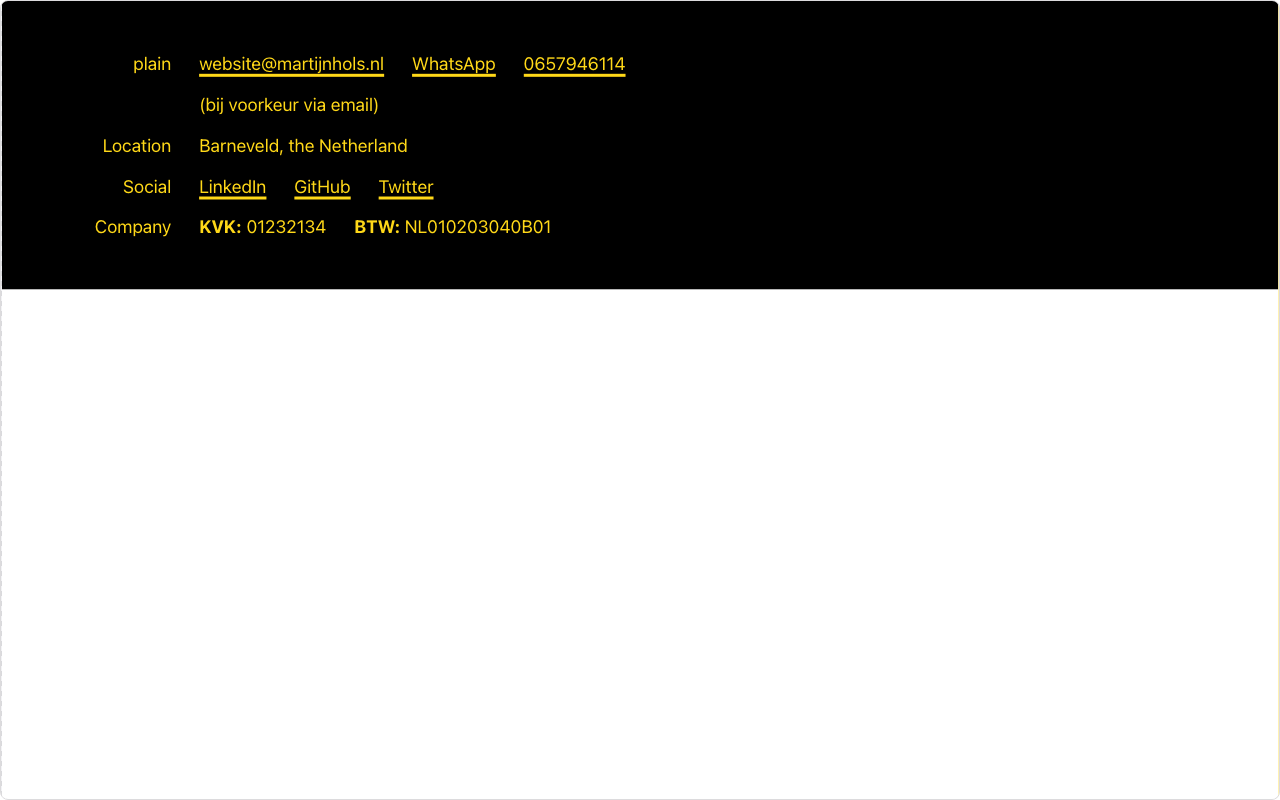 plain website@martijnhols.nl WhatsApp 0657946114
(bij voorkeur via email)
Location Barneveld, the Netherland
Social LinkedIn GitHub Twitter
Company KVK: 01232134 BTW: NL010203040B01